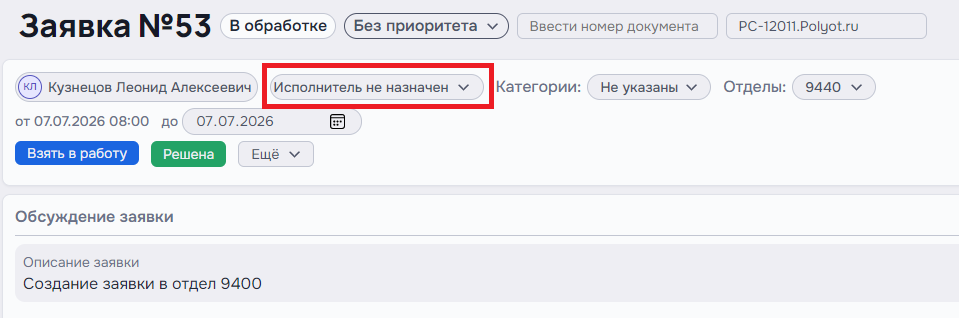 Заявка №53 В обработке Без приоритета Ввести номер документа PC-12011.Polyot.ru
КЛ Кузнецов Леонид Алексеевич Исполнитель не назначен Категории: Не указаны Отделы: 9440
от 07.07.2026 08:00 до 07.07.2026
Взять в работу Решена Ещё
Обсуждение заявки
Описание заявки
Создание заявки в отдел 9400